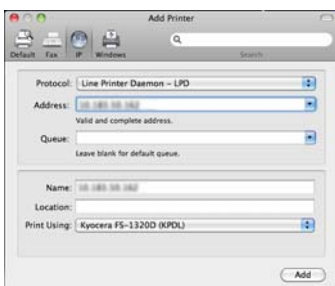 Add Printer
Default Fax IP Windows Search
Protocol: Line Printer Daemon – LPD
Address:
Valid and complete address.
Queue:
Leave blank for default queue.
Name:
Location:
Print Using: Kyocera FS-1320D (KPDL)
Add